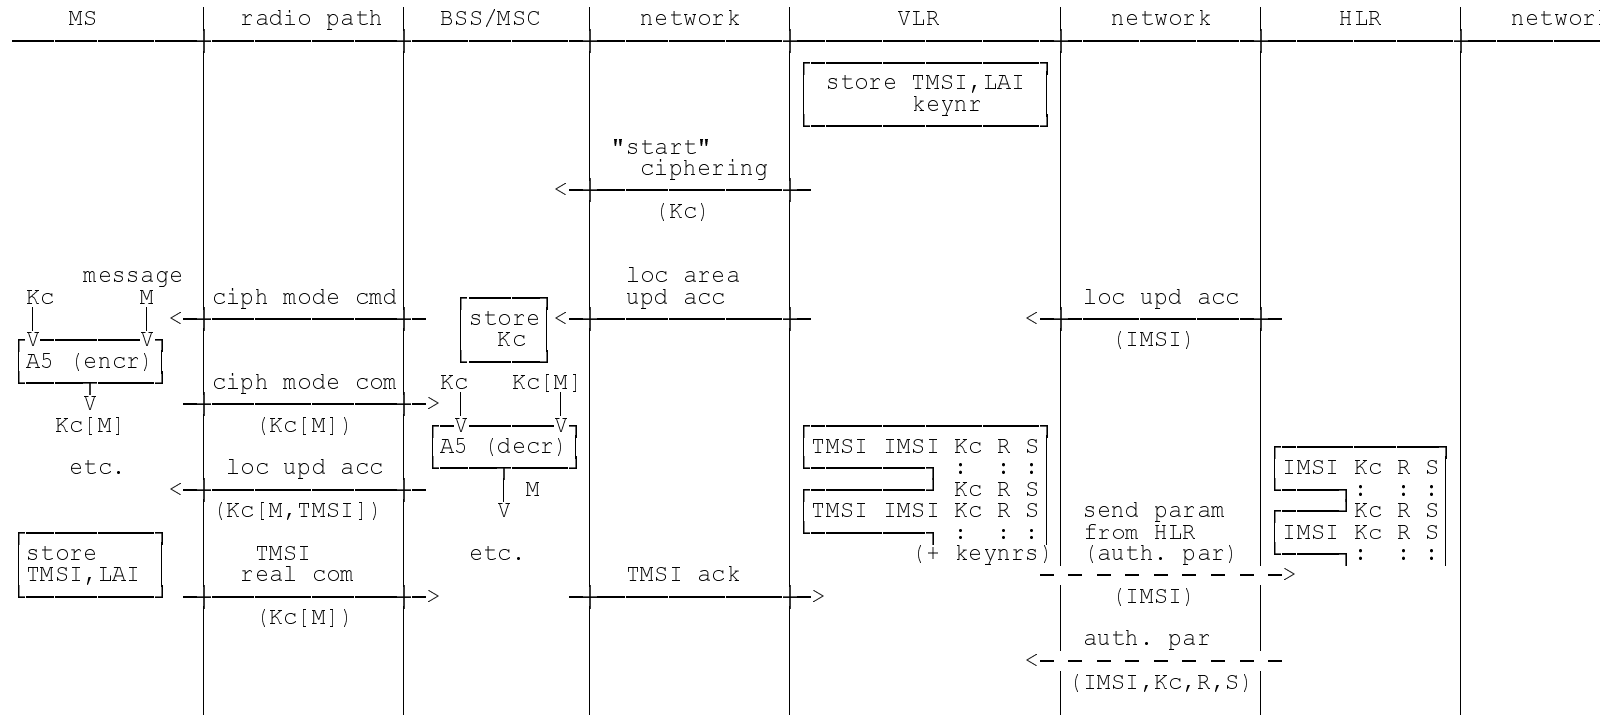 MS radio path BSS/MSC network VLR network HLR networ
store TMSI,LAI
keynr
"start"
ciphering
<
(Kc)
message loc area
Kc M ciph mode cmd upd acc loc upd acc
< store < <
V V Kc (IMSI)
A5 (encr)
ciph mode com Kc Kc[M]
V >
Kc[M] (Kc[M]) V V
A5 (decr) TMSI IMSI Kc R S
etc. loc upd acc : : : IMSI Kc R S
< M Kc R S : : :
(Kc[M,TMSI]) V TMSI IMSI Kc R S send param Kc R S
: : : from HLR IMSI Kc R S
store TMSI etc. (+ keynrs) (auth. par) : : :
TMSI,LAI real com TMSI ack >
> > (IMSI)
(Kc[M])
auth. par
<
(IMSI,Kc,R,S)